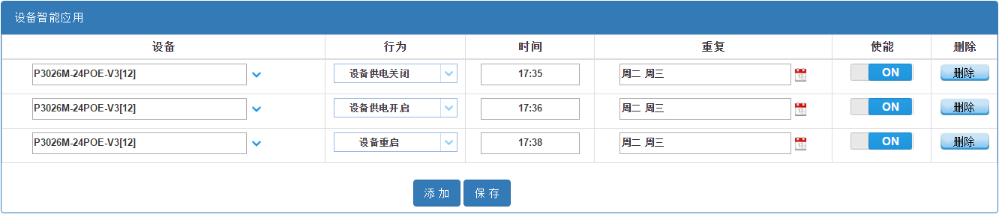 设备智能应用
设备 行为 时间 重复 使能 删除
P3026M-24POE-V3[12] 设备供电关闭 17:35 周二 周三 ON 删除
P3026M-24POE-V3[12] 设备供电开启 17:36 周二 周三 ON 删除
P3026M-24POE-V3[12] 设备重启 17:38 周二 周三 ON 删除
添加 保存